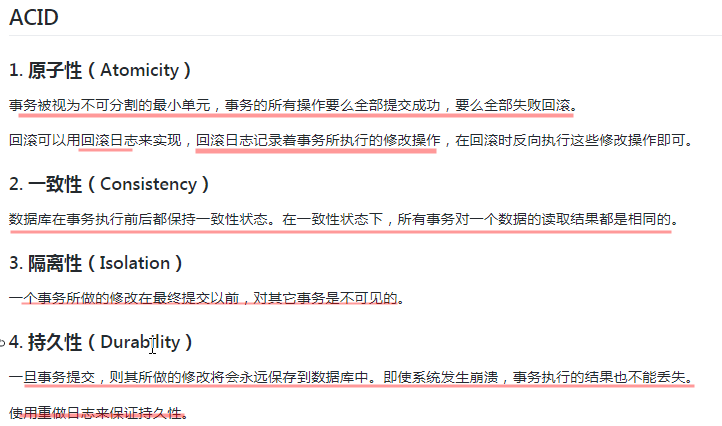 ACID
1. 原子性（Atomicity）
事务被视为不可分割的最小单元，事务的所有操作要么全部提交成功，要么全部失败回滚。
回滚可以用回滚日志来实现，回滚日志记录着事务所执行的修改操作，在回滚时反向执行这些修改操作即可。
2. 一致性（Consistency）
数据库在事务执行前后都保持一致性状态。在一致性状态下，所有事务对一个数据的读取结果都是相同的。
3. 隔离性（Isolation）
一个事务所做的修改在最终提交以前，对其它事务是不可见的。
4. 持久性（Durability）
一旦事务提交，则其所做的修改将会永远保存到数据库中。即使系统发生崩溃，事务执行的结果也不能丢失。
使用重做日志来保证持久性。